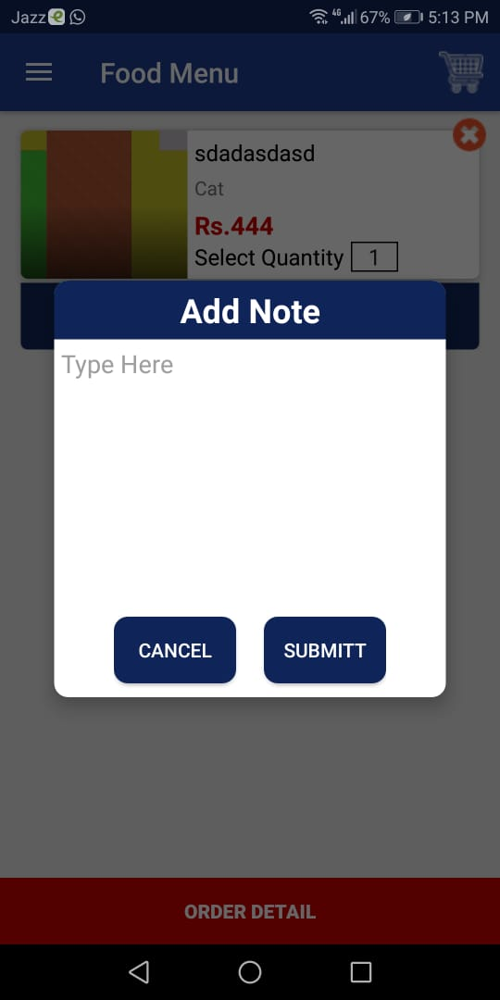 Jazz 4G 67% 5:13 PM
Food Menu
sdadasdasd
Cat
Rs.444
Select Quantity 1
Add Note
Type Here
CANCEL SUBMITT
ORDER DETAIL